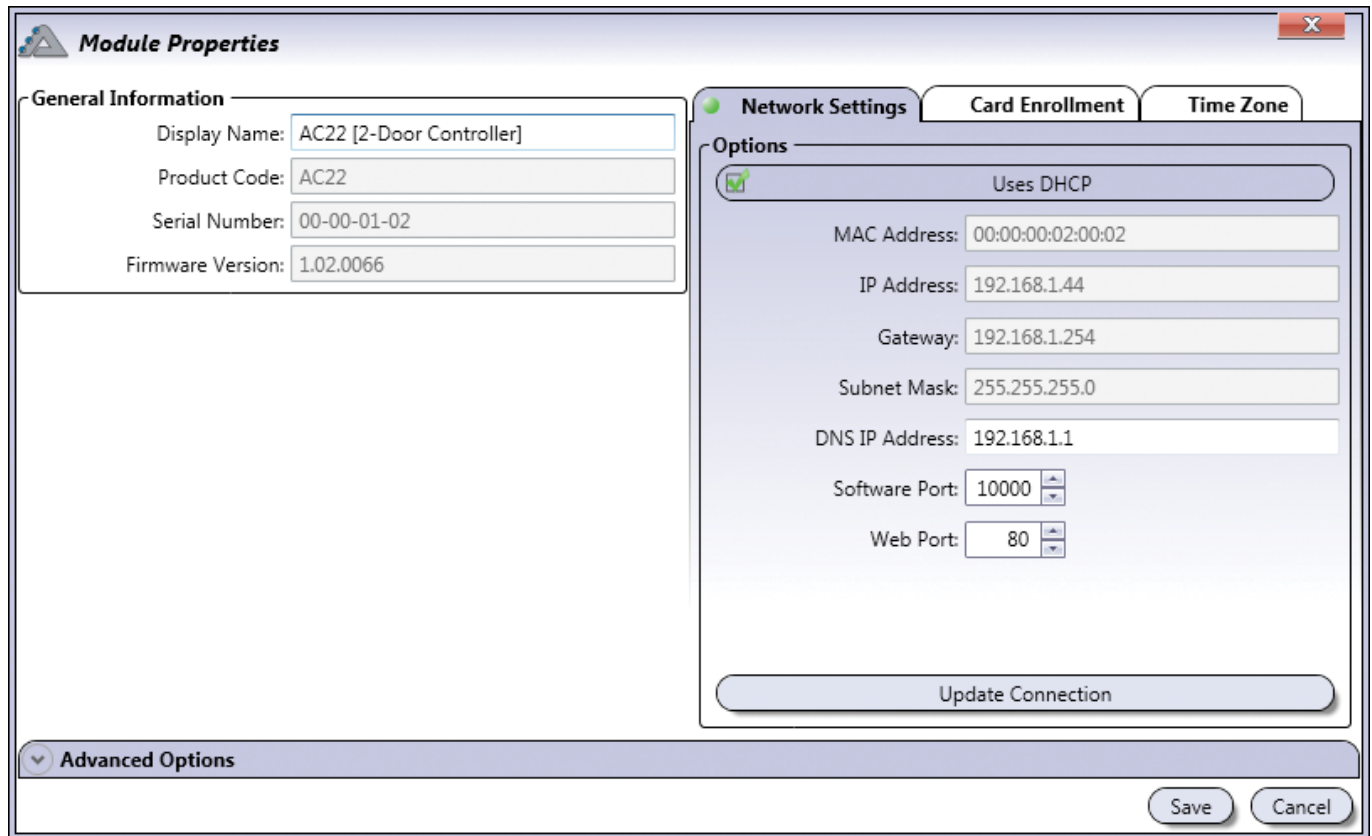 Module Properties
X
General Information
Display Name: AC22 [2-Door Controller]
Product Code: AC22
Serial Number: 00-00-01-02
Firmware Version: 1.02.0066
Network Settings Card Enrollment Time Zone
Options
Uses DHCP
MAC Address: 00:00:00:02:00:02
IP Address: 192.168.1.44
Gateway: 192.168.1.254
Subnet Mask: 255.255.255.0
DNS IP Address: 192.168.1.1
Software Port: 10000
Web Port: 80
Update Connection
Advanced Options
Save Cancel